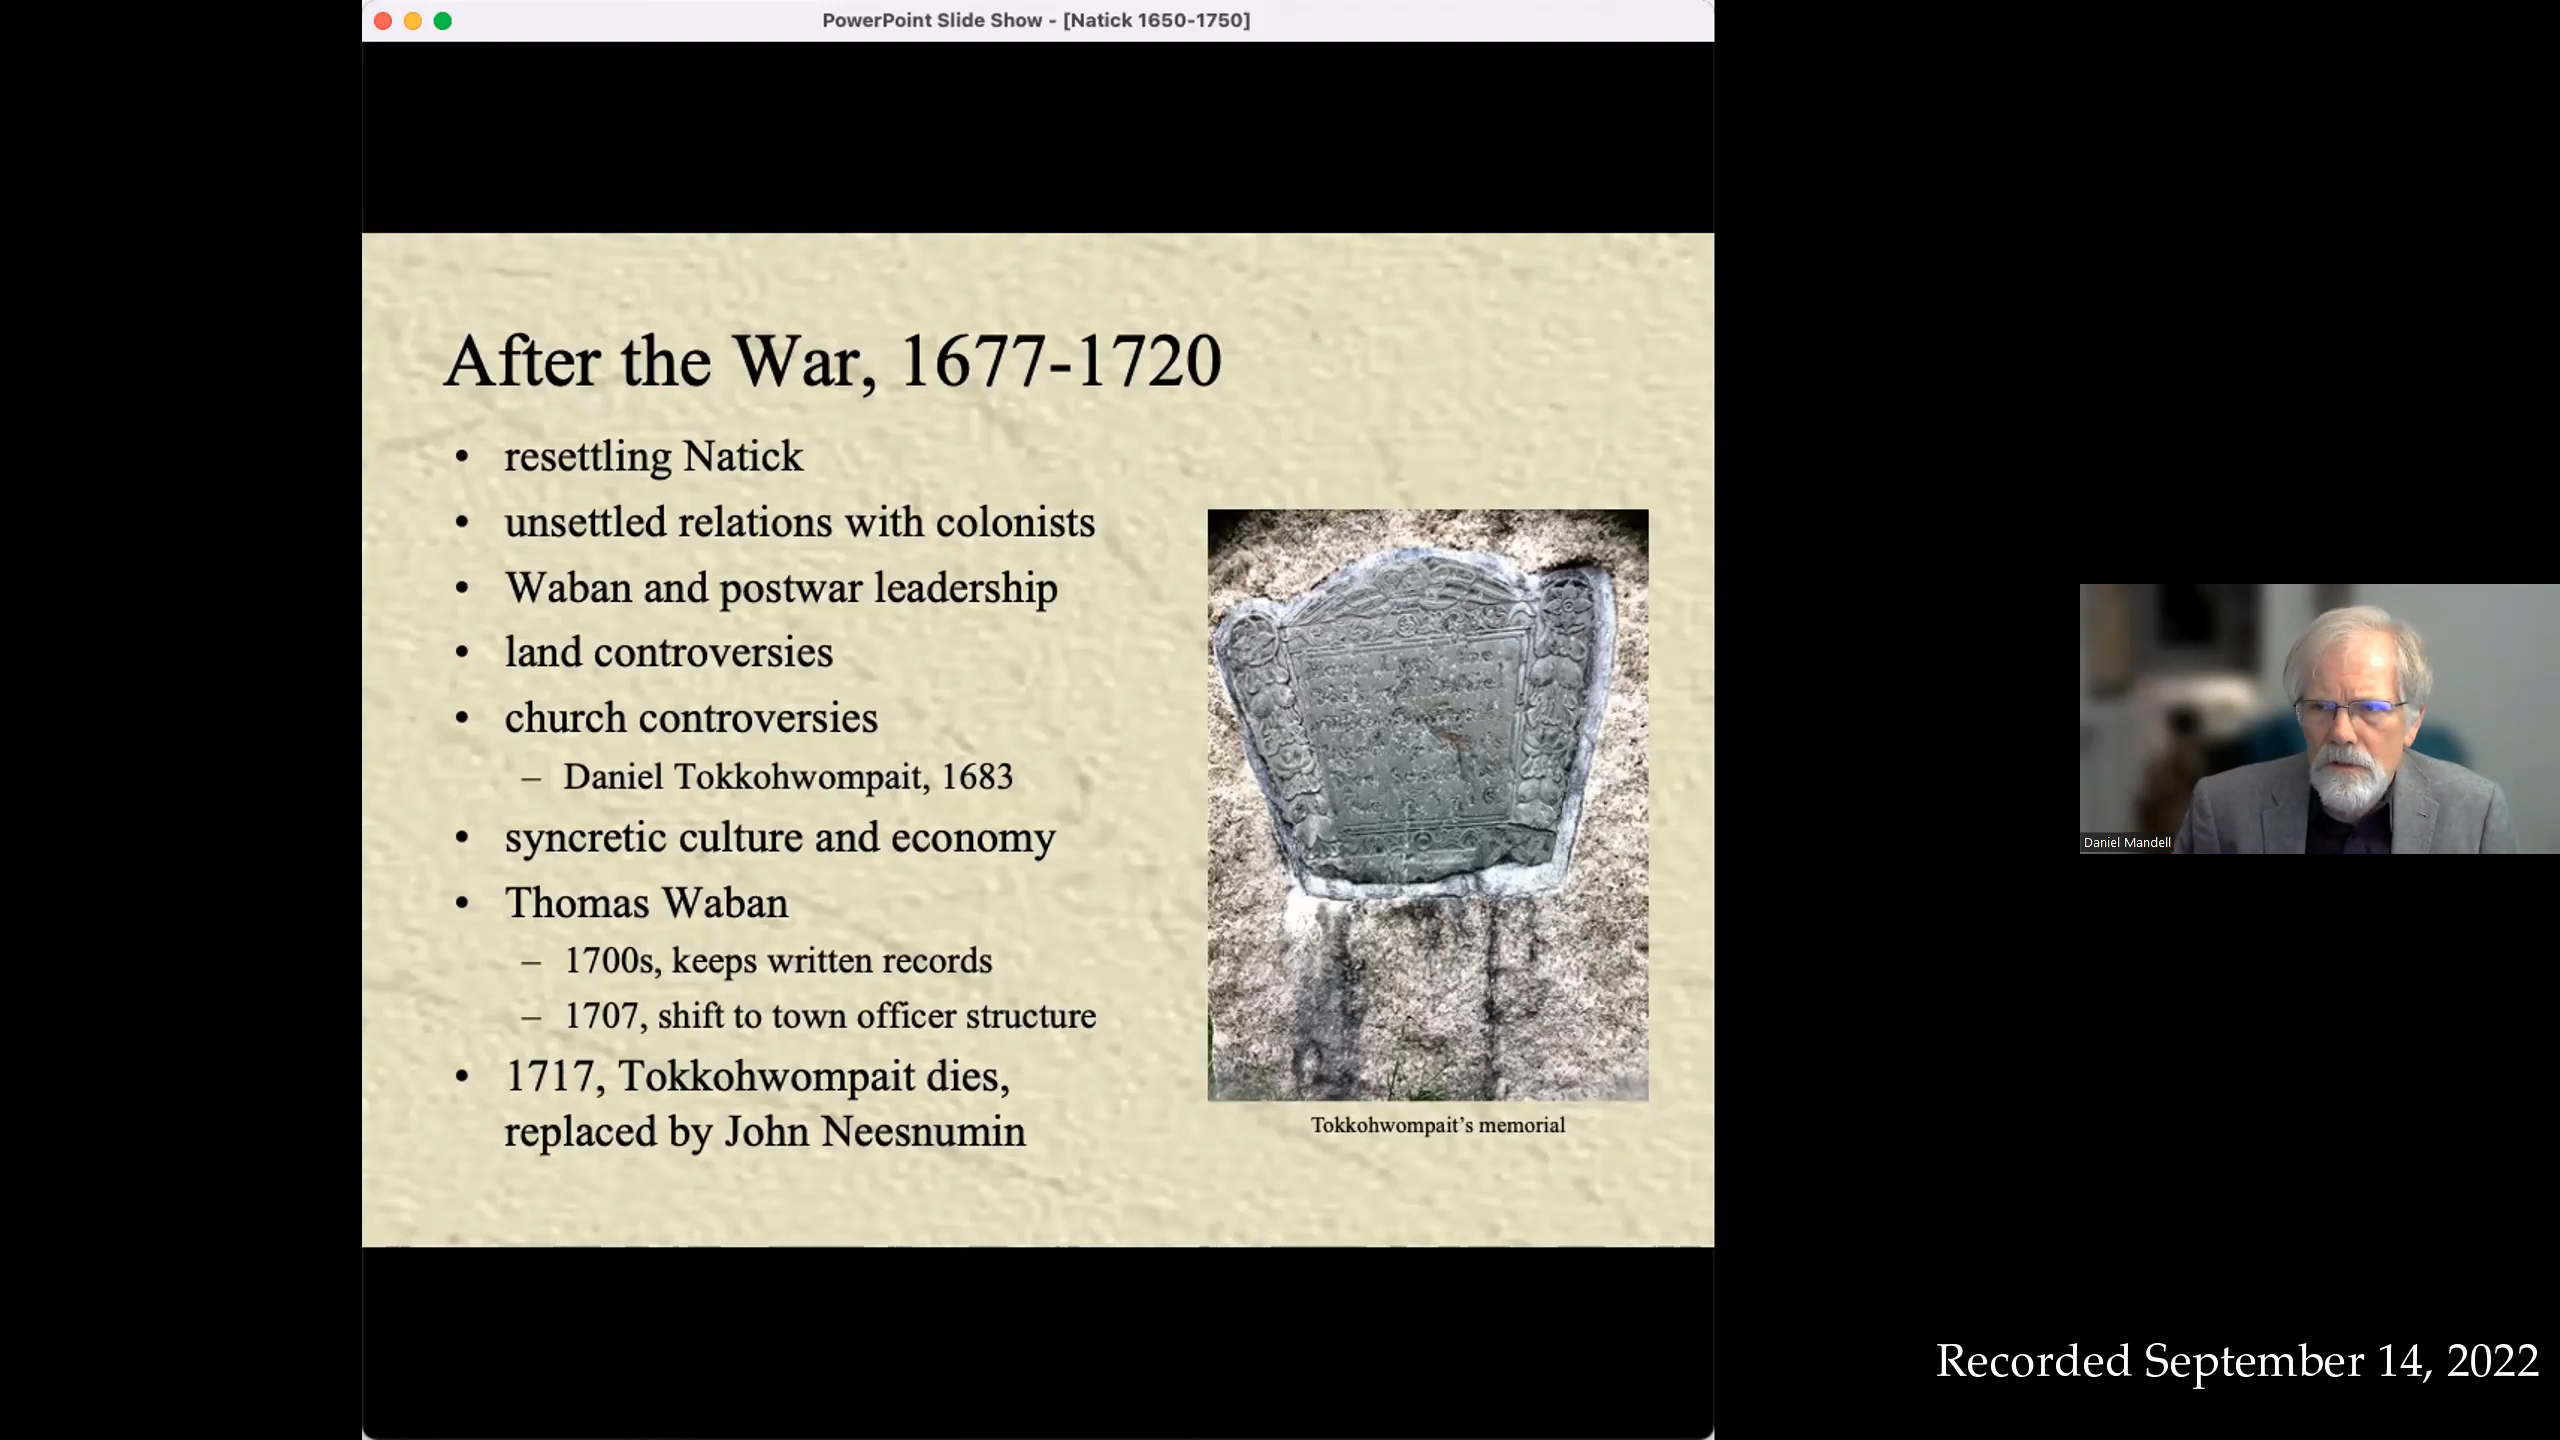 PowerPoint Slide Show - [Natick 1650-1750]
After the War, 1677-1720
• resettling Natick
• unsettled relations with colonists
• Waban and postwar leadership
• land controversies
• church controversies
– Daniel Tokkohwompait, 1683
• syncretic culture and economy
• Thomas Waban
– 1700s, keeps written records
– 1707, shift to town officer structure
• 1717, Tokkohwompait dies,
replaced by John Neesnumin
Tokkohwompait’s memorial
Daniel Mandell
Recorded September 14, 2022